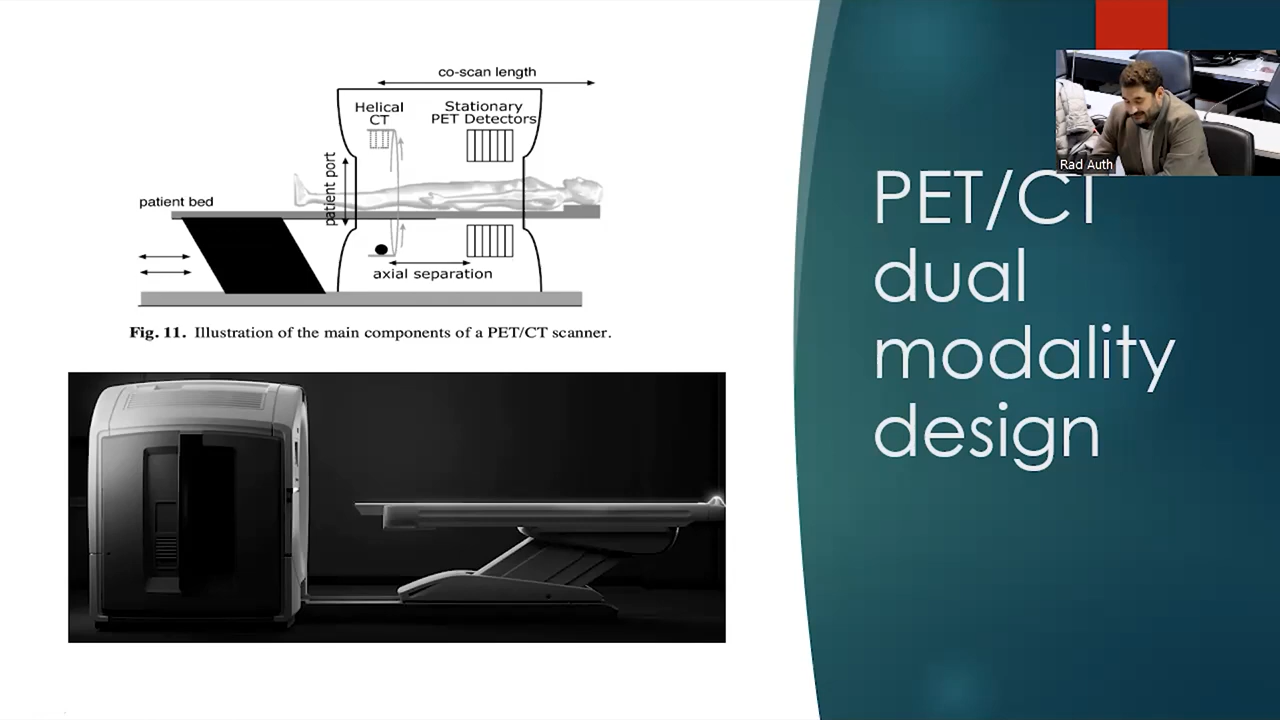 co-scan length
Helical
CT
Stationary
PET Detectors
patient port
patient bed
axial separation
Fig. 11. Illustration of the main components of a PET/CT scanner.
Rad Auth
PET/CT
dual
modality
design